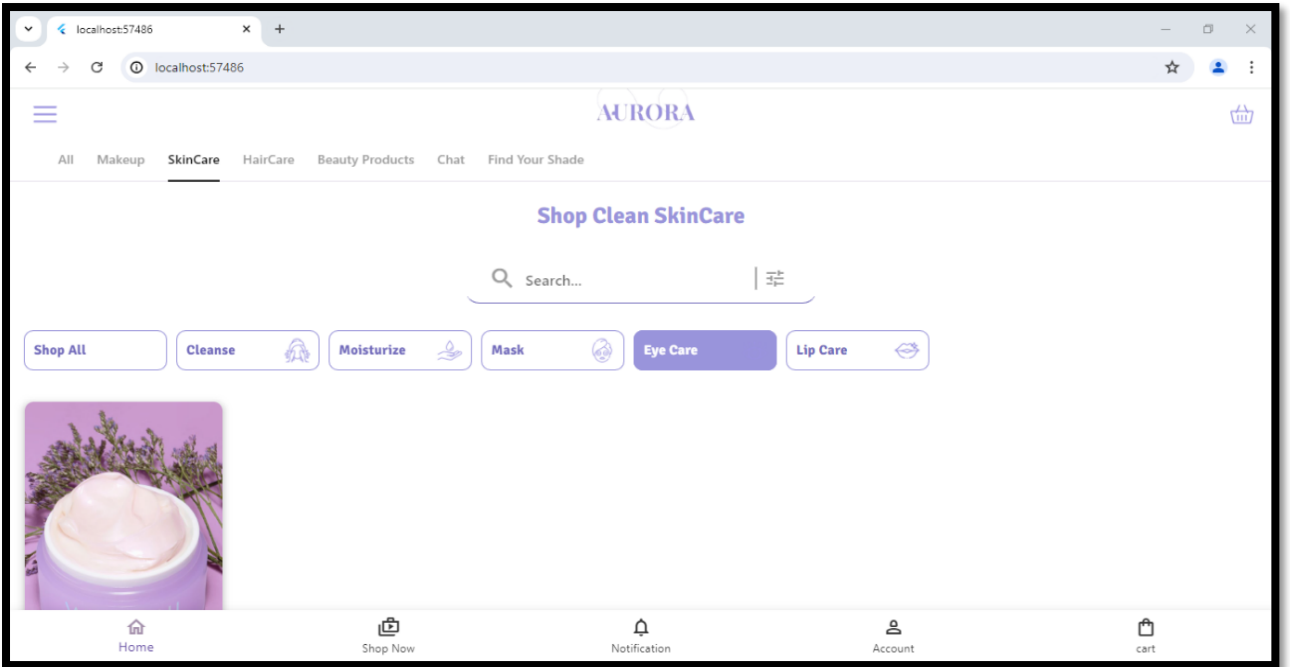 localhost:57486
localhost:57486
AURORA
All Makeup SkinCare HairCare Beauty Products Chat Find Your Shade
Shop Clean SkinCare
Search...
Shop All Cleanse Moisturize Mask Eye Care Lip Care
Home Shop Now Notification Account cart